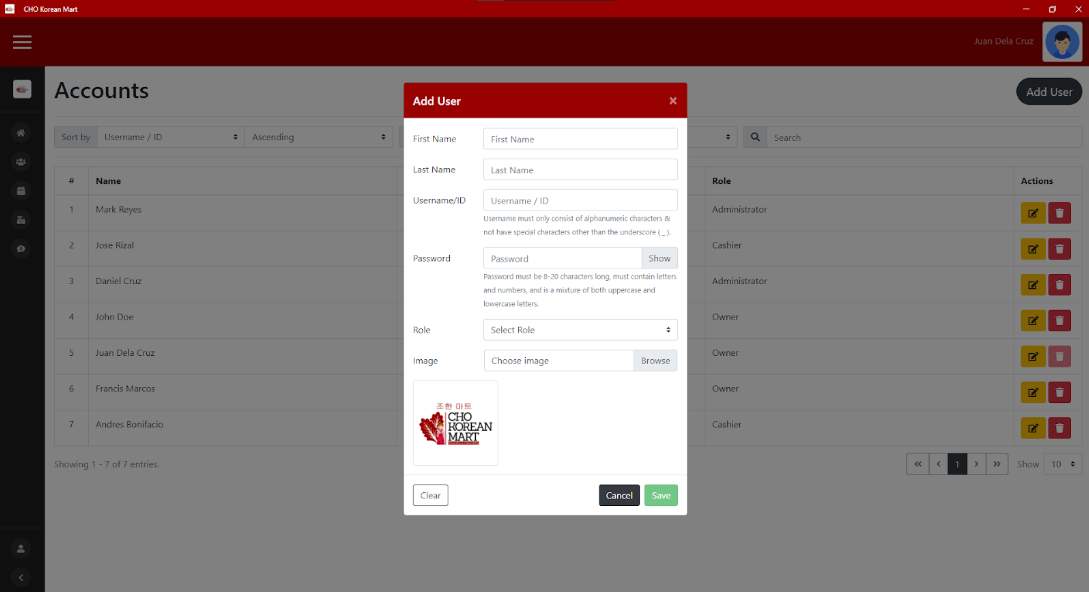 CHO Korean Mart
Juan Dela Cruz
Accounts
Add User
Sort by Username / ID Ascending Search
# Name Role Actions
1 Mark Reyes Administrator
2 Jose Rizal Cashier
3 Daniel Cruz Administrator
4 John Doe Owner
5 Juan Dela Cruz Owner
6 Francis Marcos Owner
7 Andres Bonifacio Cashier
Showing 1 - 7 of 7 entries.
« ‹ 1 › » Show 10
Add User ×
First Name First Name
Last Name Last Name
Username/ID Username / ID
Username must only consist of alphanumeric characters &
not have special characters other than the underscore ( _ ).
Password Password Show
Password must be 8-20 characters long, must contain letters
and numbers, and is a mixture of both uppercase and
lowercase letters.
Role Select Role
Image Choose image Browse
조한 마트
CHO
KOREAN
MART
Clear Cancel Save